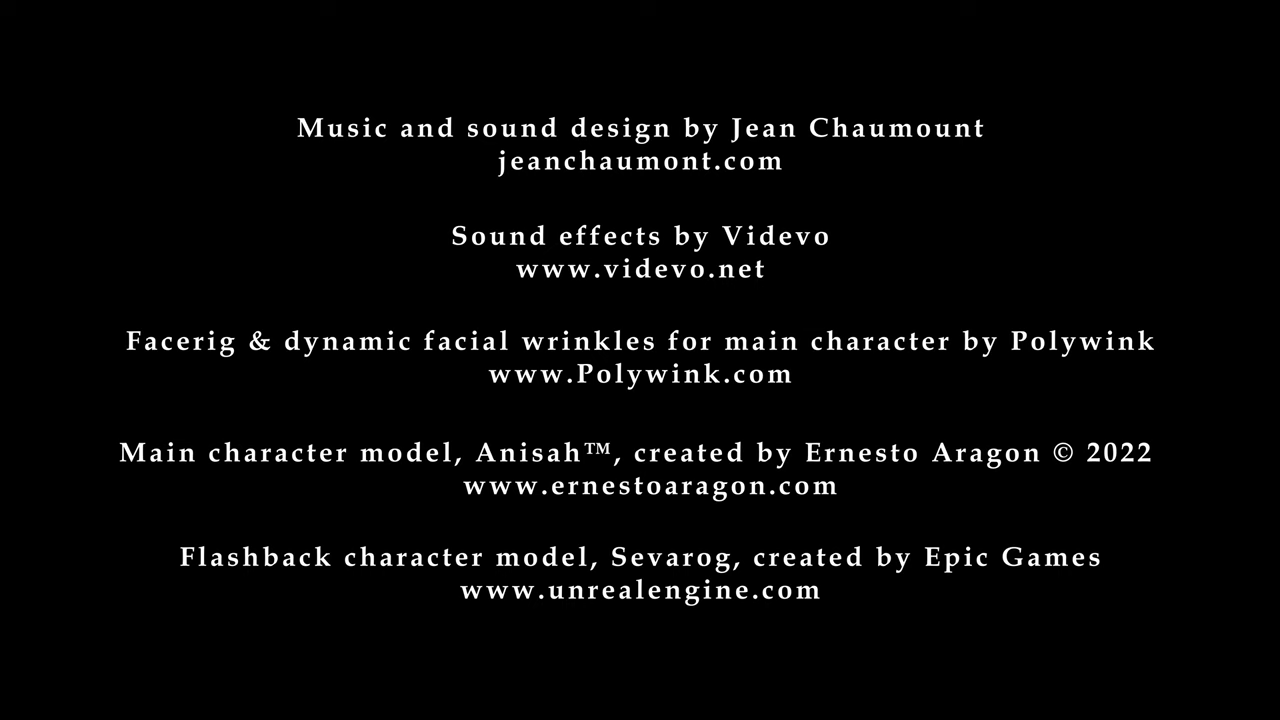 Music and sound design by Jean Chaumount
jeanchaumont.com
Sound effects by Videvo
www.videvo.net
Facerig & dynamic facial wrinkles for main character by Polywink
www.Polywink.com
Main character model, Anisah™, created by Ernesto Aragon © 2022
www.ernestoaragon.com
Flashback character model, Sevarog, created by Epic Games
www.unrealengine.com